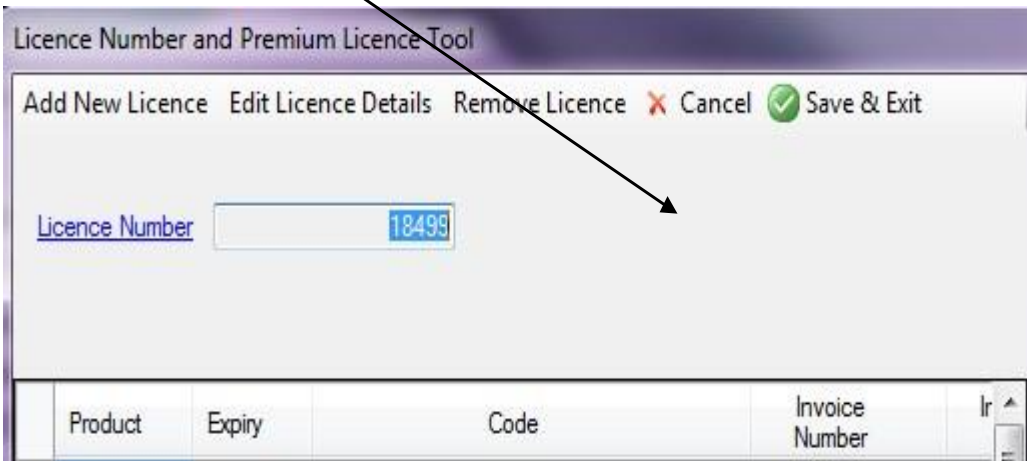 Licence Number and Premium Licence Tool
Add New Licence Edit Licence Details Remove Licence Cancel Save & Exit
Licence Number 18499
Product Expiry Code Invoice Number